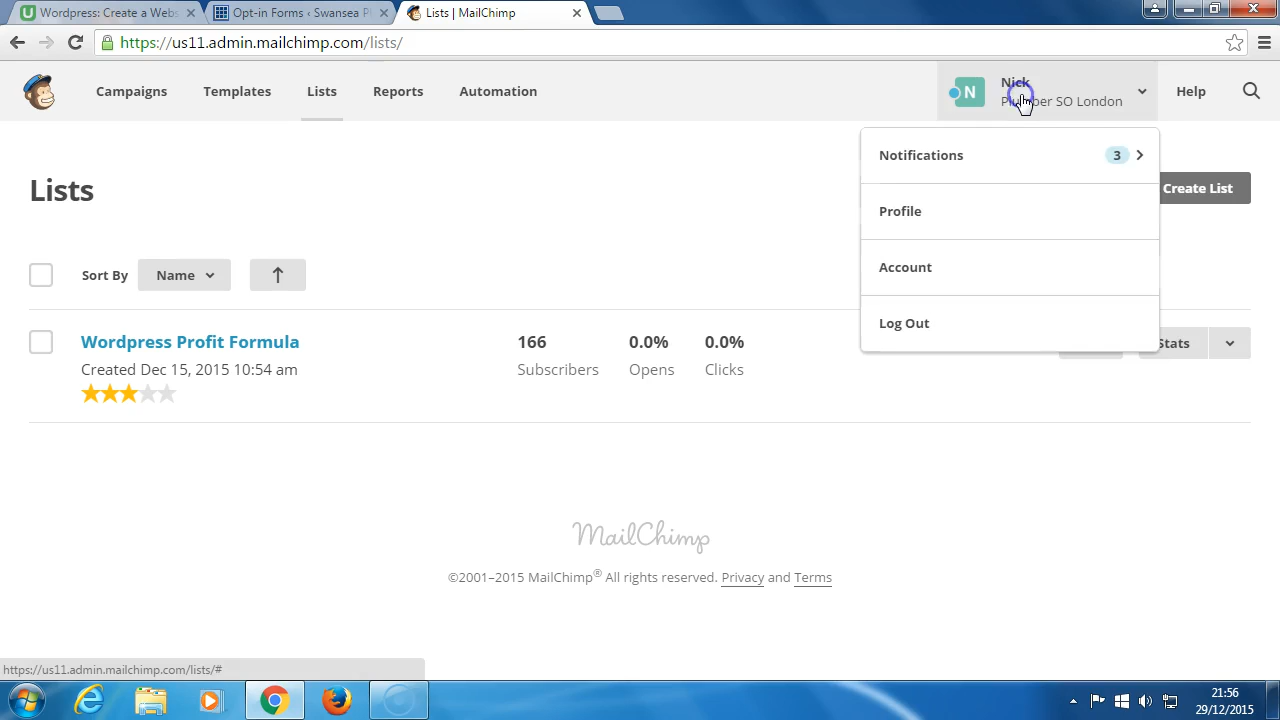 Wordpress: Create a Webs
Opt-in Forms ‹ Swansea P
Lists | MailChimp
https://us11.admin.mailchimp.com/lists/
Campaigns
Templates
Lists
Reports
Automation
N
Nick
Plumber SO London
Help
Lists
Notifications
3
Create List
Profile
Sort By
Name
Account
Log Out
Wordpress Profit Formula
166
0.0%
0.0%
Stats
Created Dec 15, 2015 10:54 am
Subscribers
Opens
Clicks
MailChimp
©2001–2015 MailChimp® All rights reserved. Privacy and Terms
https://us11.admin.mailchimp.com/lists/#
21:56
29/12/2015